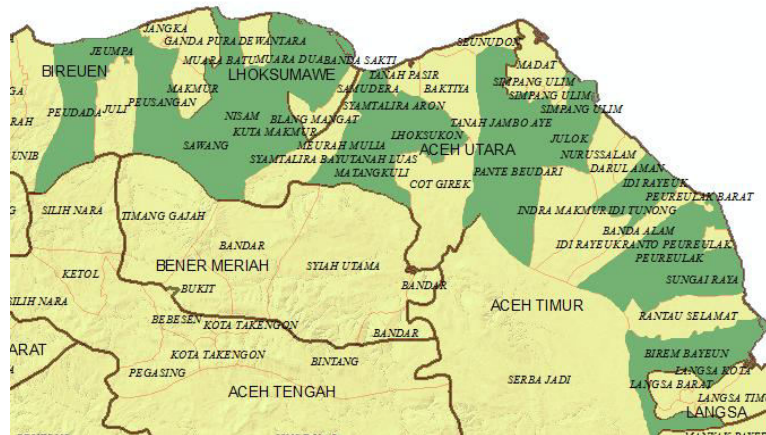 JANGKA
GANDA PURA DEWANTARA
SEUNUDON
JEUMPA
MUARA BATU MUARA DUA BANDA SAKTI
MADAT
BIREUEN
LHOKSUMAWE
TANAH PASIR
SIMPANG ULIM
MAKMUR
SAMUDERA
BAKTIYA
SIMPANG ULIM
PEUDADA
JULI
PEUSANGAN
SYAMTALIRA ARON
SIMPANG ULIM
NISAM
BLANG MANGAT
TANAH JAMBO AYE
RAH
KUTA MAKMUR
LHOKSUKON
JULOK
SAWANG
MEURAH MULIA
ACEH UTARA
NURUSSALAM
UNIB
SYAMTALIRA BAYU
TANAH LUAS
DARUL AMAN
MATANGKULI
PANTE BEUDARI
IDI RAYEUK
COT GIREK
PEUREULAK BARAT
SILIH NARA
TIMANG GAJAH
INDRA MAKMUR
IDI TUNONG
BANDA ALAM
BANDAR
IDI RAYEUK
RANTO PEUREULAK
BENER MERIAH
SYIAH UTAMA
PEUREULAK
KETOL
SUNGAI RAYA
BUKIT
BANDAR
SILIH NARA
ACEH TIMUR
BEBESEN
KOTA TAKENGON
BANDAR
RANTAU SELAMAT
ARAT
KOTA TAKENGON
BINTANG
BIREM BAYEUN
PEGASING
LANGSA KOTA
SERBA JADI
LANGSA BARAT
ACEH TENGAH
LANGSA TIMU
LANGSA